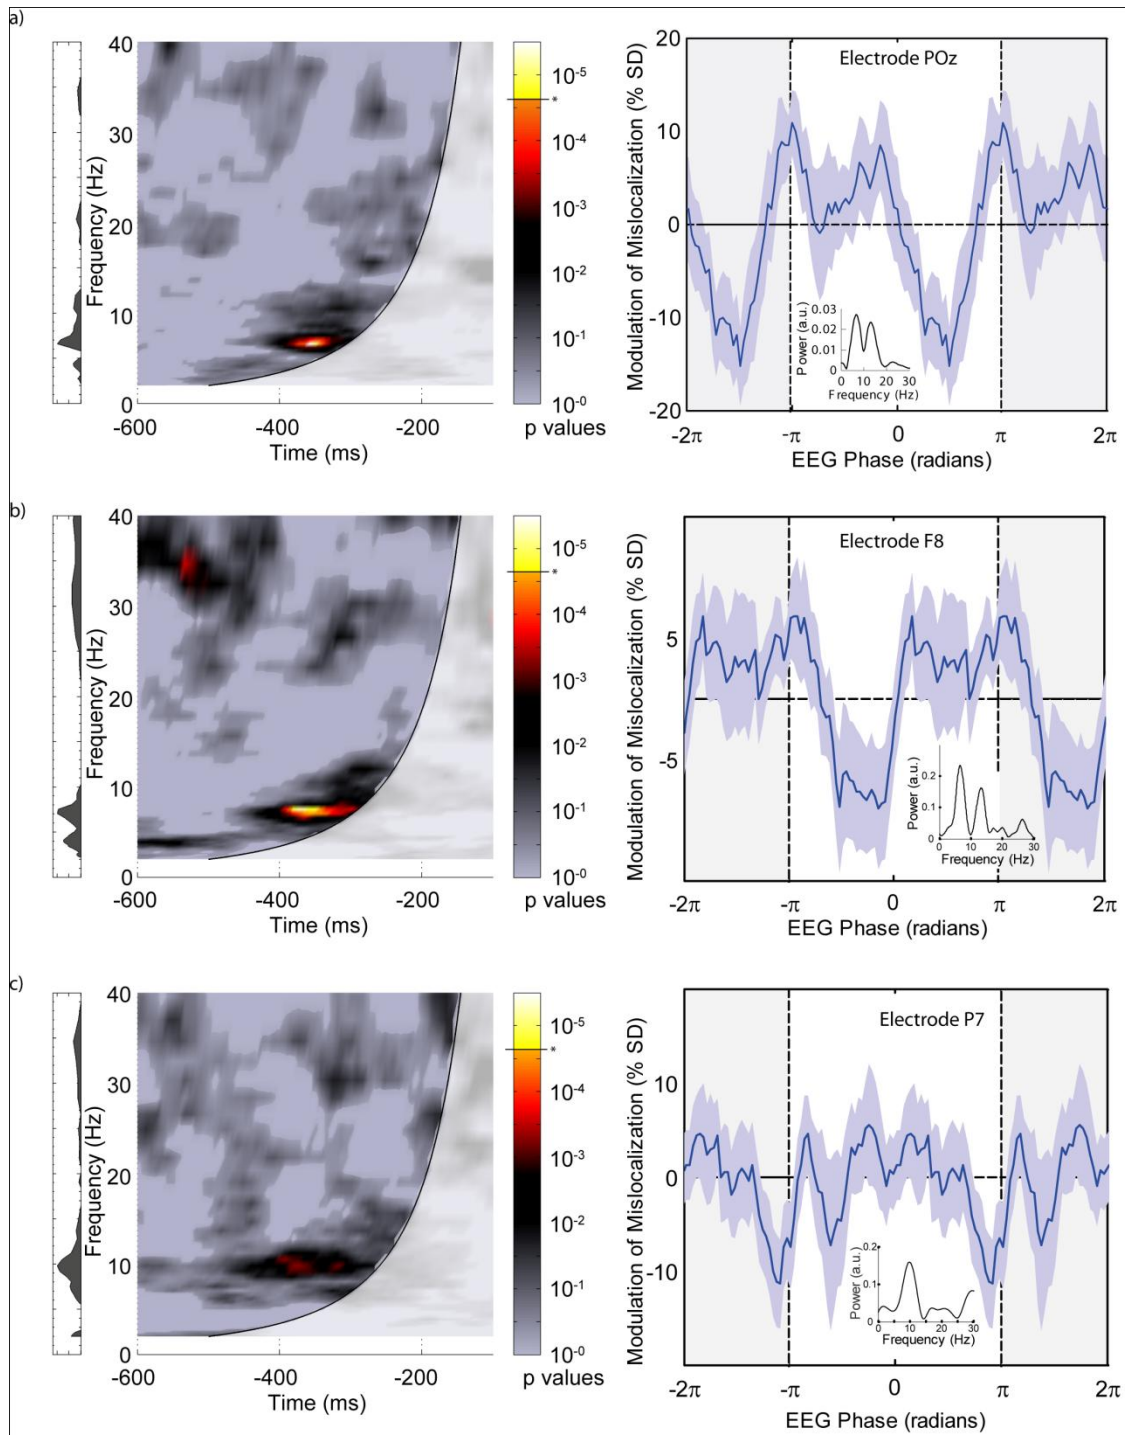 a)
Frequency (Hz)
40
30
20
10
0
-600
-400
-200
Time (ms)
10-5
*
10-4
10-3
10-2
10-1
10-0
p values
Electrode POz
Modulation of Mislocalization (% SD)
20
10
0
-10
-20
-2π
-π
0
π
2π
EEG Phase (radians)
Power (a.u.)
0.03
0.02
0.01
0
10
20
30
Frequency (Hz)
b)
Frequency (Hz)
40
30
20
10
0
-600
-400
-200
Time (ms)
10-5
*
10-4
10-3
10-2
10-1
10-0
p values
Electrode F8
Modulation of Mislocalization (% SD)
5
-5
-2π
-π
0
π
2π
EEG Phase (radians)
Power (a.u.)
0.2
0.1
0
0
10
20
30
Frequency (Hz)
c)
Frequency (Hz)
40
30
20
10
0
-600
-400
-200
Time (ms)
10-5
*
10-4
10-3
10-2
10-1
10-0
p values
Electrode P7
Modulation of Mislocalization (% SD)
10
0
-10
-2π
-π
0
π
2π
EEG Phase (radians)
Power (a.u.)
0.2
0.1
0
0
10
20
30
Frequency (Hz)